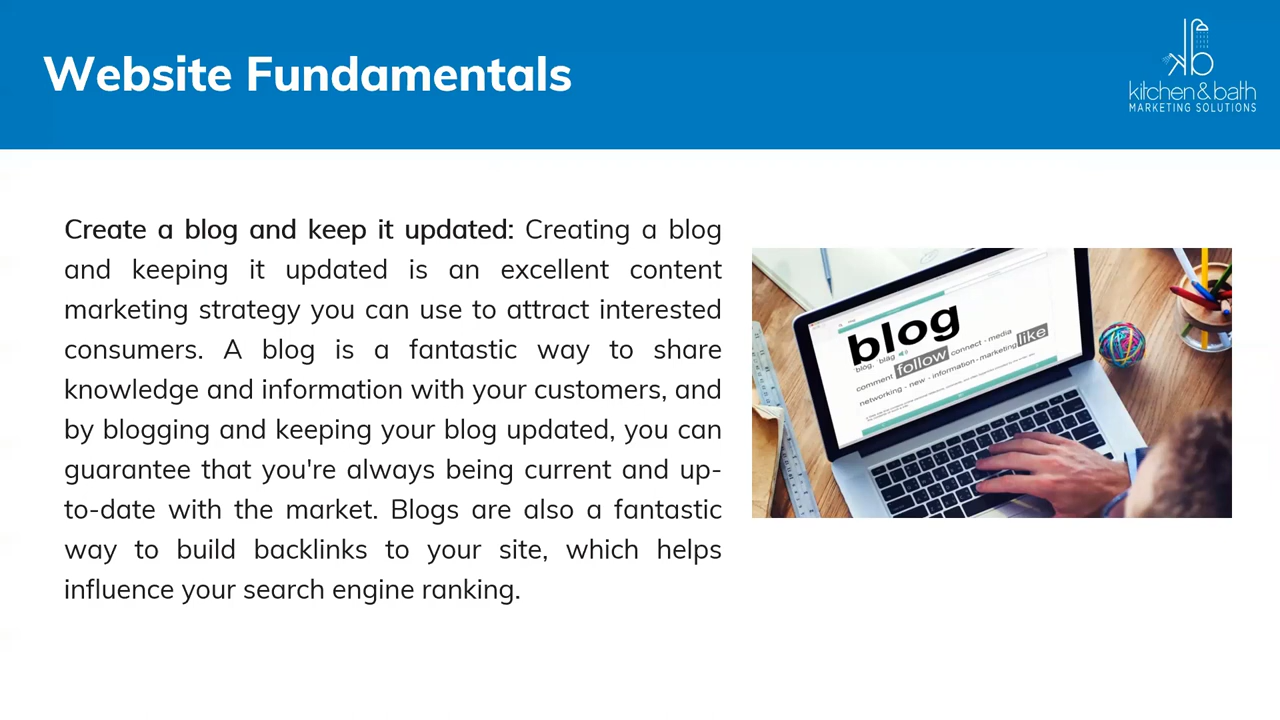 Website Fundamentals
kitchen & bath
MARKETING SOLUTIONS
Create a blog and keep it updated: Creating a blog
and keeping it updated is an excellent content
marketing strategy you can use to attract interested
consumers. A blog is a fantastic way to share
knowledge and information with your customers, and
by blogging and keeping your blog updated, you can
guarantee that you're always being current and up-
to-date with the market. Blogs are also a fantastic
way to build backlinks to your site, which helps
influence your search engine ranking.
blog
blog, blag
comment follow connect - media
networking - new - information - marketing like